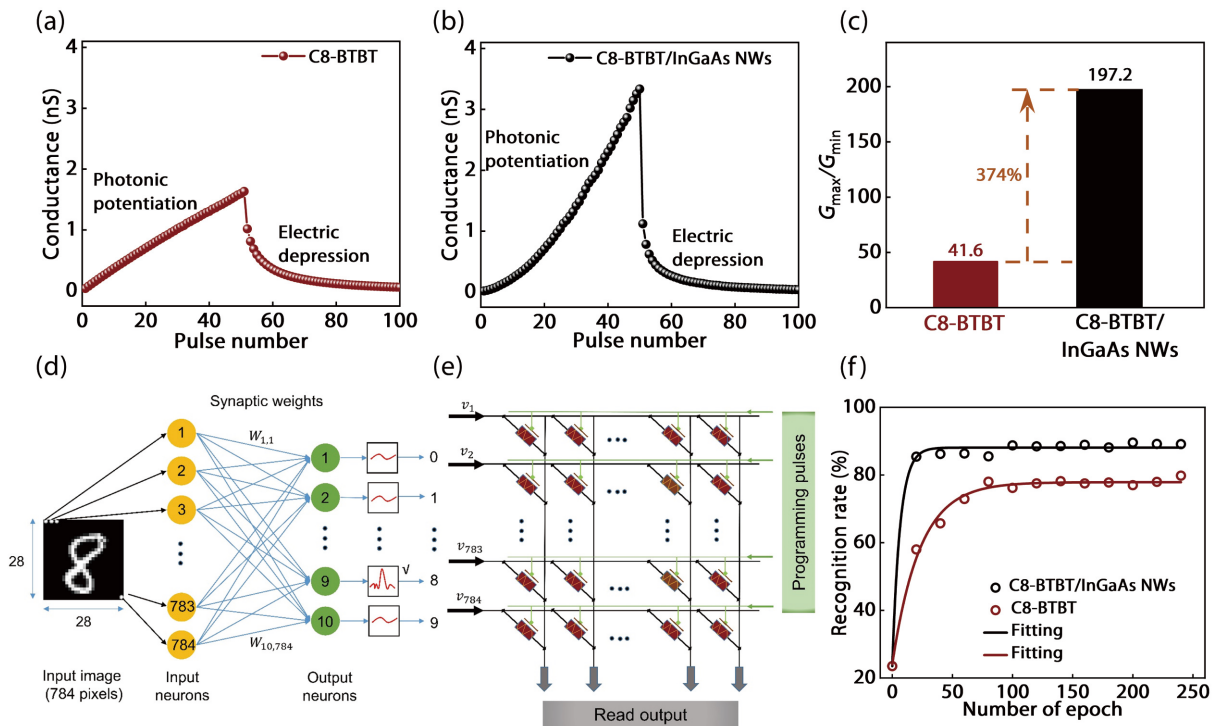 (a)
4
3
2
1
0
Conductance (nS)
C8-BTBT
Photonic
potentiation
Electric
depression
0
20
40
60
80
100
Pulse number
(b)
4
3
2
1
0
Conductance (nS)
C8-BTBT/InGaAs NWs
Photonic
potentiation
Electric
depression
0
20
40
60
80
100
Pulse number
(c)
200
150
100
50
0
Gmax/Gmin
197.2
374%
41.6
C8-BTBT
C8-BTBT/
InGaAs NWs
(d)
Synaptic weights
W1,1
W10,784
1
2
3
783
784
1
2
9
10
0
1
√
8
9
28
28
Input image
(784 pixels)
Input
neurons
Output
neurons
(e)
v1
v2
v783
v784
Programming pulses
Read output
(f)
100
80
60
40
20
Recognition rate (%)
C8-BTBT/InGaAs NWs
C8-BTBT
Fitting
Fitting
0
50
100
150
200
250
Number of epoch